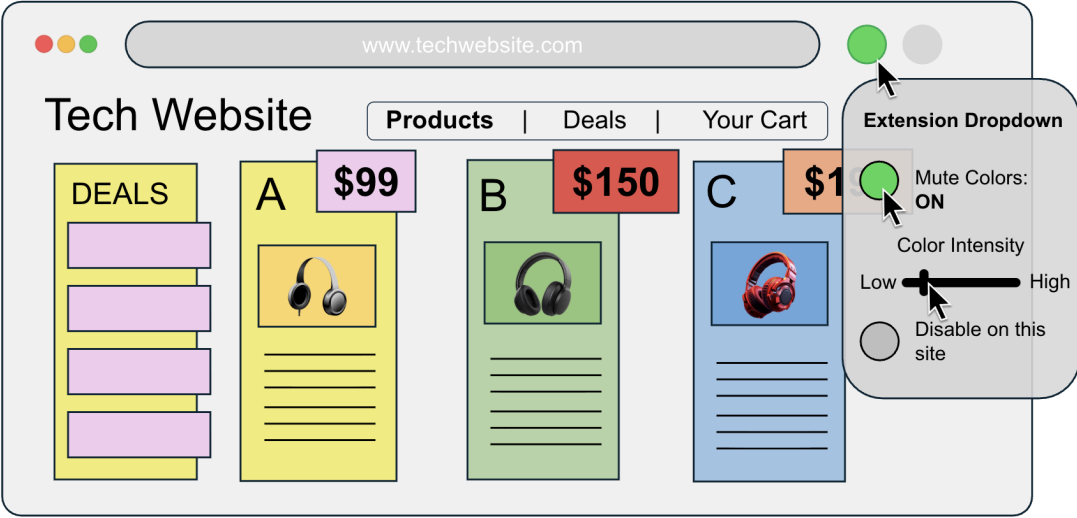 www.techwebsite.com
Tech Website
Products | Deals | Your Cart
Extension Dropdown
DEALS
A
$99
B
$150
C
$19
Mute Colors:
ON
Color Intensity
Low
High
Disable on this
site